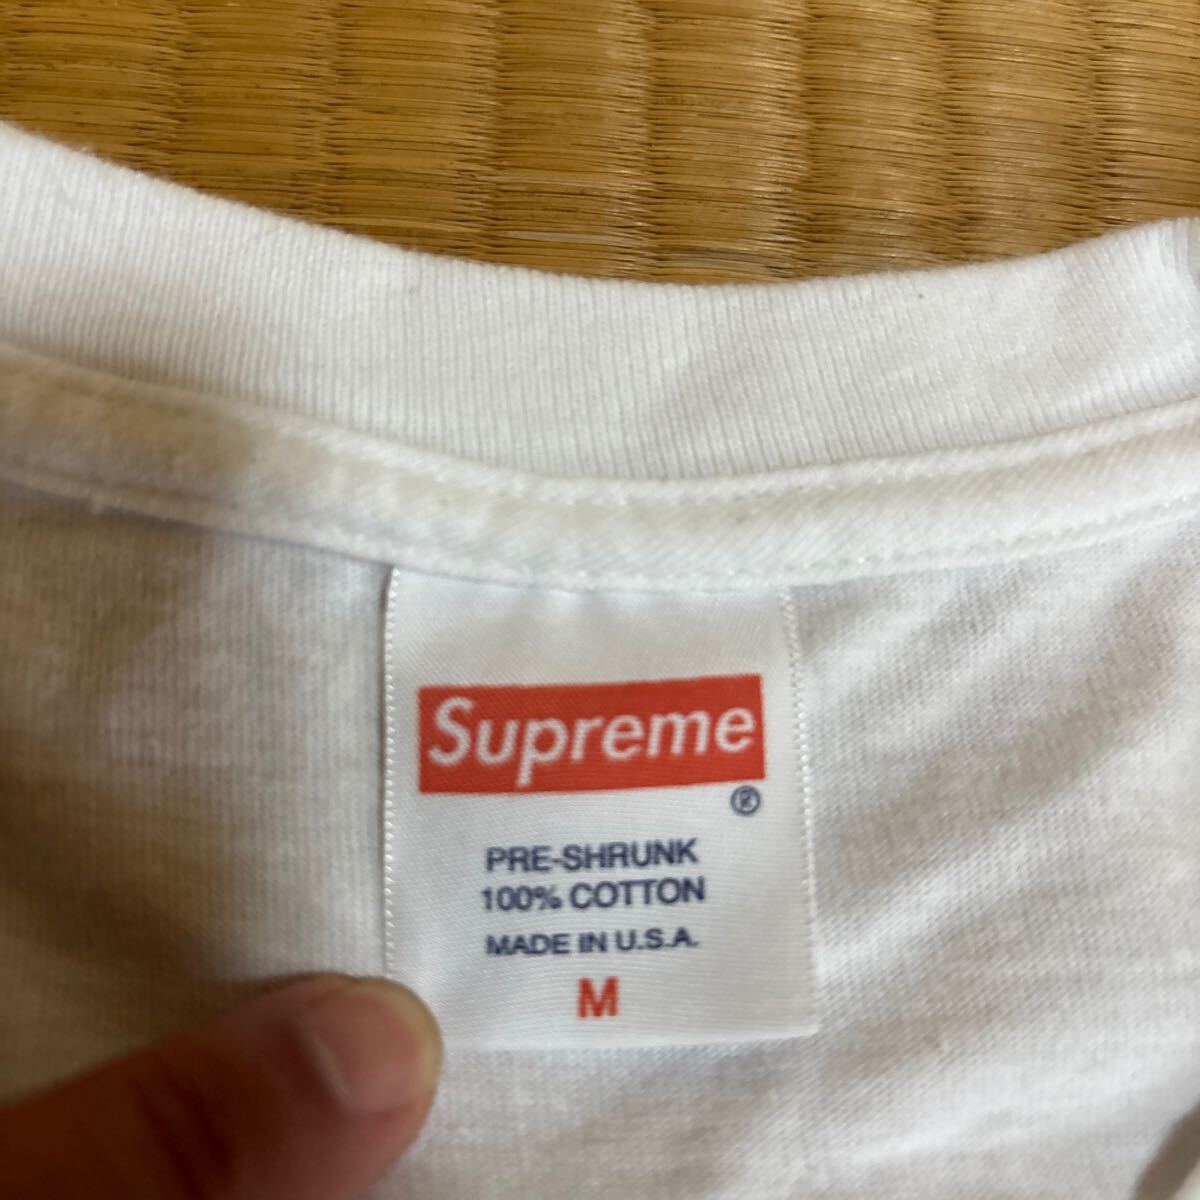 Supreme
®
PRE-SHRUNK
100% COTTON
MADE IN U.S.A.
M